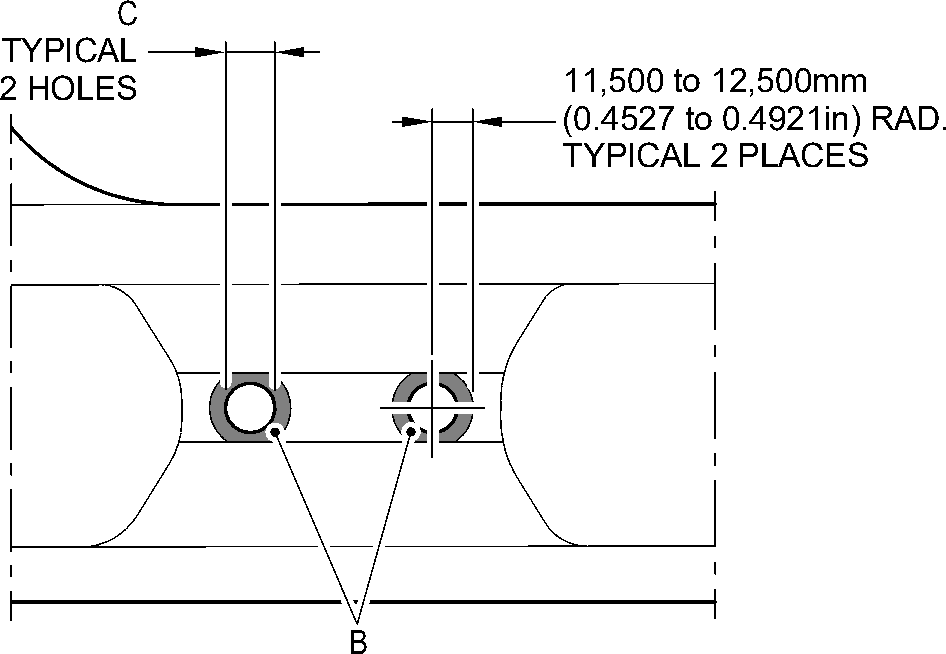 C
TYPICAL
2 HOLES
11,500 to 12,500mm
(0.4527 to 0.4921in) RAD.
TYPICAL 2 PLACES
B